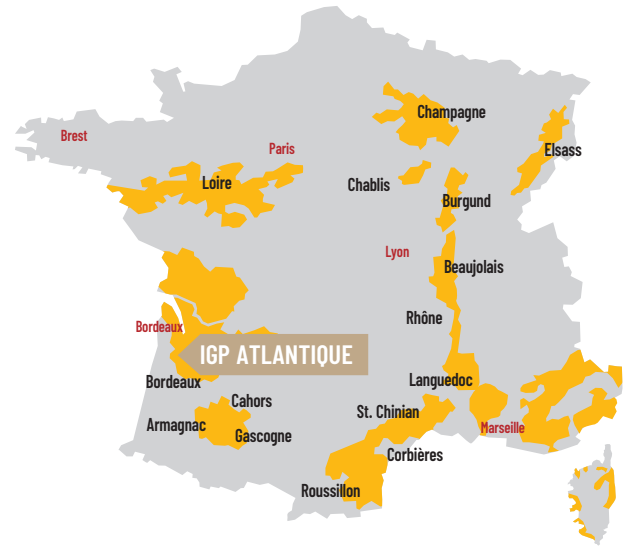 Champagne
Brest
Paris
Elsass
Loire
Chablis
Burgund
Lyon
Beaujolais
Rhône
Bordeaux
IGP ATLANTIQUE
Bordeaux
Languedoc
Cahors
St. Chinian
Armagnac
Gascogne
Marseille
Corbières
Roussillon